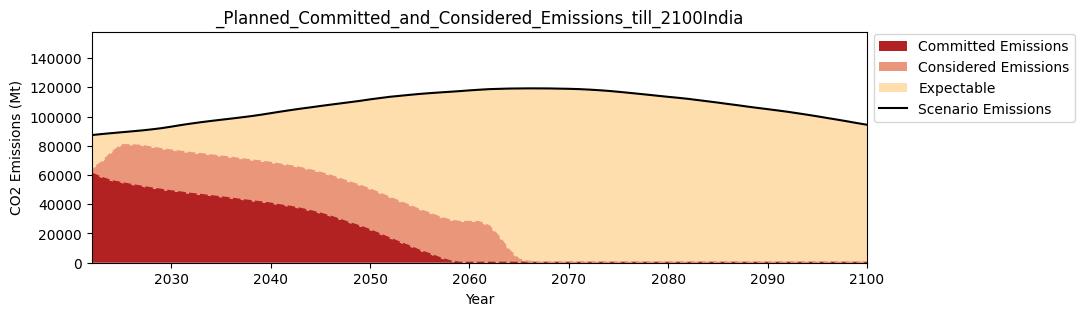 _Planned_Committed_and_Considered_Emissions_till_2100India
CO2 Emissions (Mt)
140000
120000
100000
80000
60000
40000
20000
0
2030 2040 2050 2060 2070 2080 2090 2100
Year
Committed Emissions
Considered Emissions
Expectable
Scenario Emissions